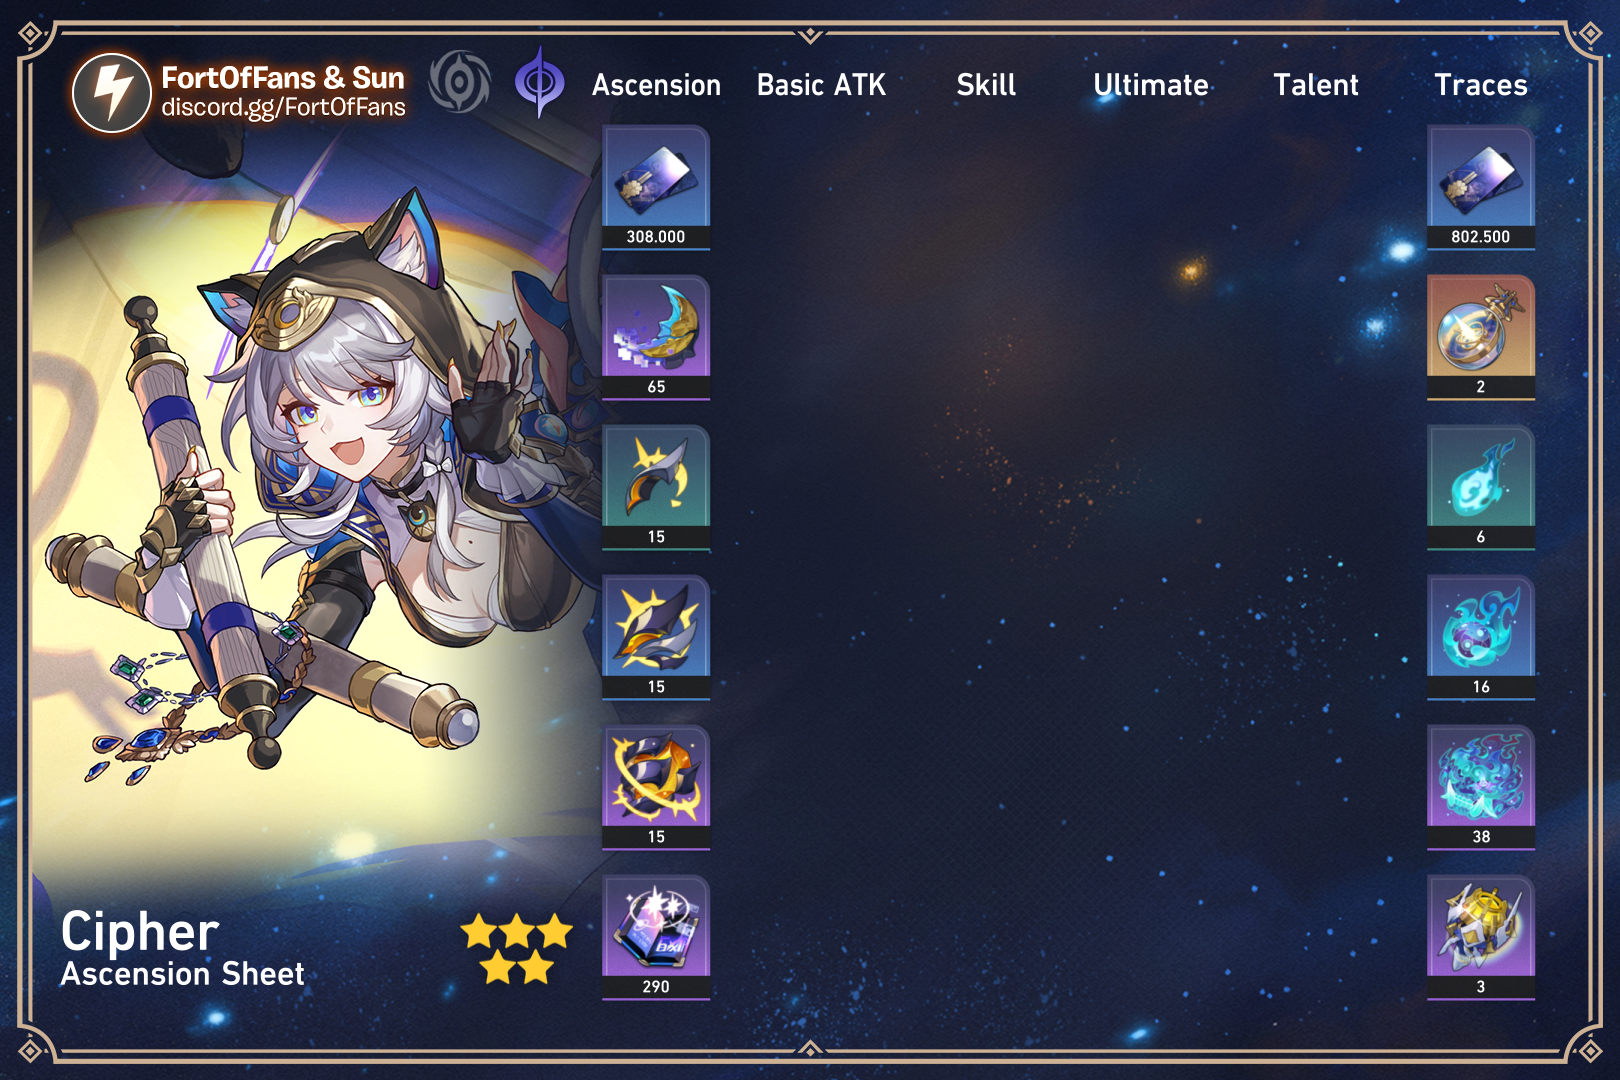 FortOfFans & Sun
discord.gg/FortOfFans
Ascension Basic ATK Skill Ultimate Talent Traces
308.000 802.500
65 2
15 6
15 16
15 38
290 3
Cipher
Ascension Sheet